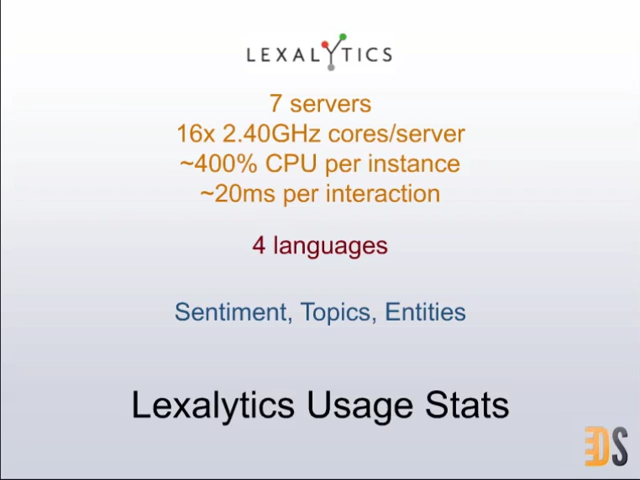 LEXALYTICS
7 servers
16x 2.40GHz cores/server
~400% CPU per instance
~20ms per interaction
4 languages
Sentiment, Topics, Entities
Lexalytics Usage Stats
DS